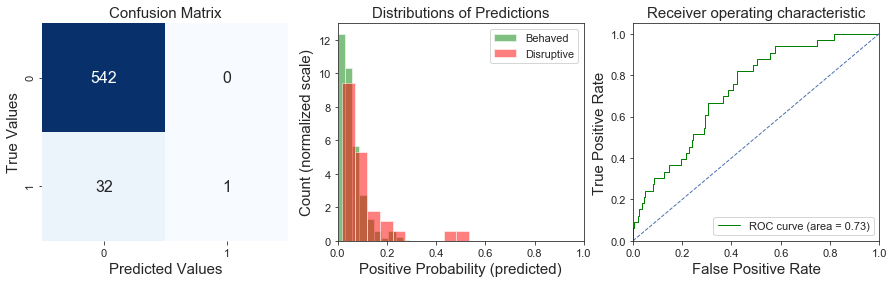 Confusion Matrix
True Values
0
1
542
0
32
1
0
1
Predicted Values
Distributions of Predictions
Count (normalized scale)
12
10
8
6
4
2
0
Behaved
Disruptive
0.0 0.2 0.4 0.6 0.8 1.0
Positive Probability (predicted)
Receiver operating characteristic
True Positive Rate
1.0
0.8
0.6
0.4
0.2
0.0
ROC curve (area = 0.73)
0.0 0.2 0.4 0.6 0.8 1.0
False Positive Rate